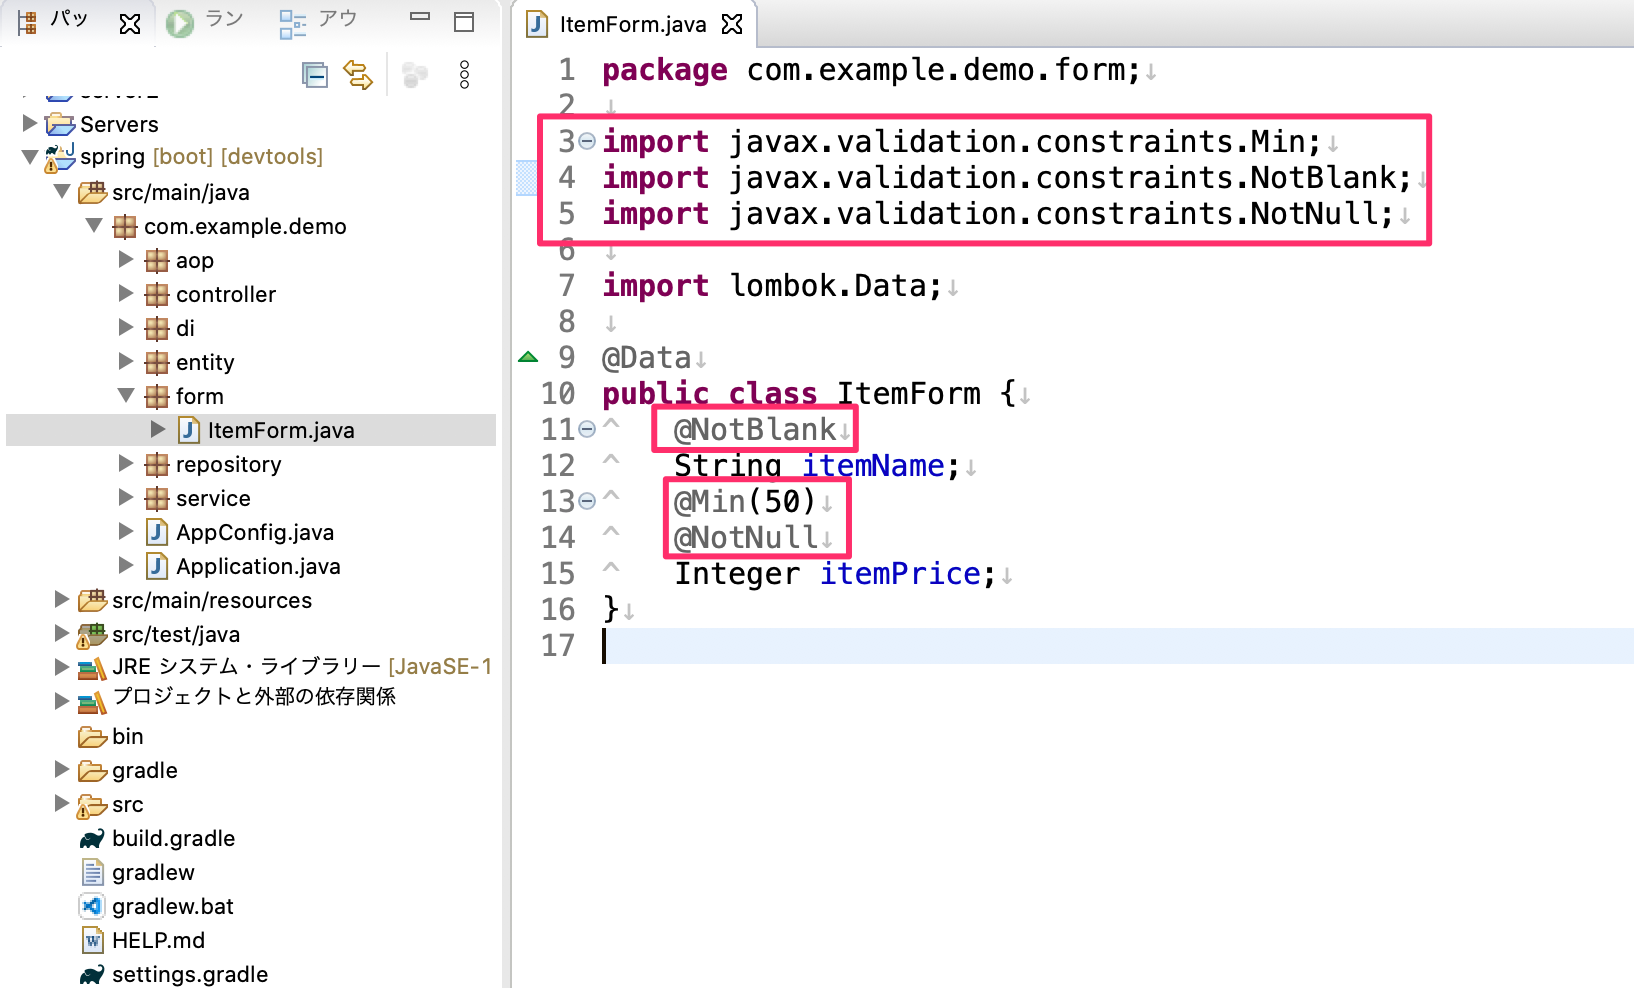 パッ
ラン
アウ
Servers
spring [boot] [devtools]
src/main/java
com.example.demo
aop
controller
di
entity
form
ItemForm.java
repository
service
AppConfig.java
Application.java
src/main/resources
src/test/java
JRE システム・ライブラリー [JavaSE-1
プロジェクトと外部の依存関係
bin
gradle
src
build.gradle
gradlew
gradlew.bat
HELP.md
settings.gradle
ItemForm.java
1 package com.example.demo.form;↓
2 ↓
3 import javax.validation.constraints.Min;↓
4 import javax.validation.constraints.NotBlank;↓
5 import javax.validation.constraints.NotNull;↓
6 ↓
7 import lombok.Data;↓
8 ↓
9 @Data↓
10 public class ItemForm {↓
11 ^ @NotBlank↓
12 ^ String itemName;↓
13 ^ @Min(50)↓
14 ^ @NotNull↓
15 ^ Integer itemPrice;↓
16 }↓
17